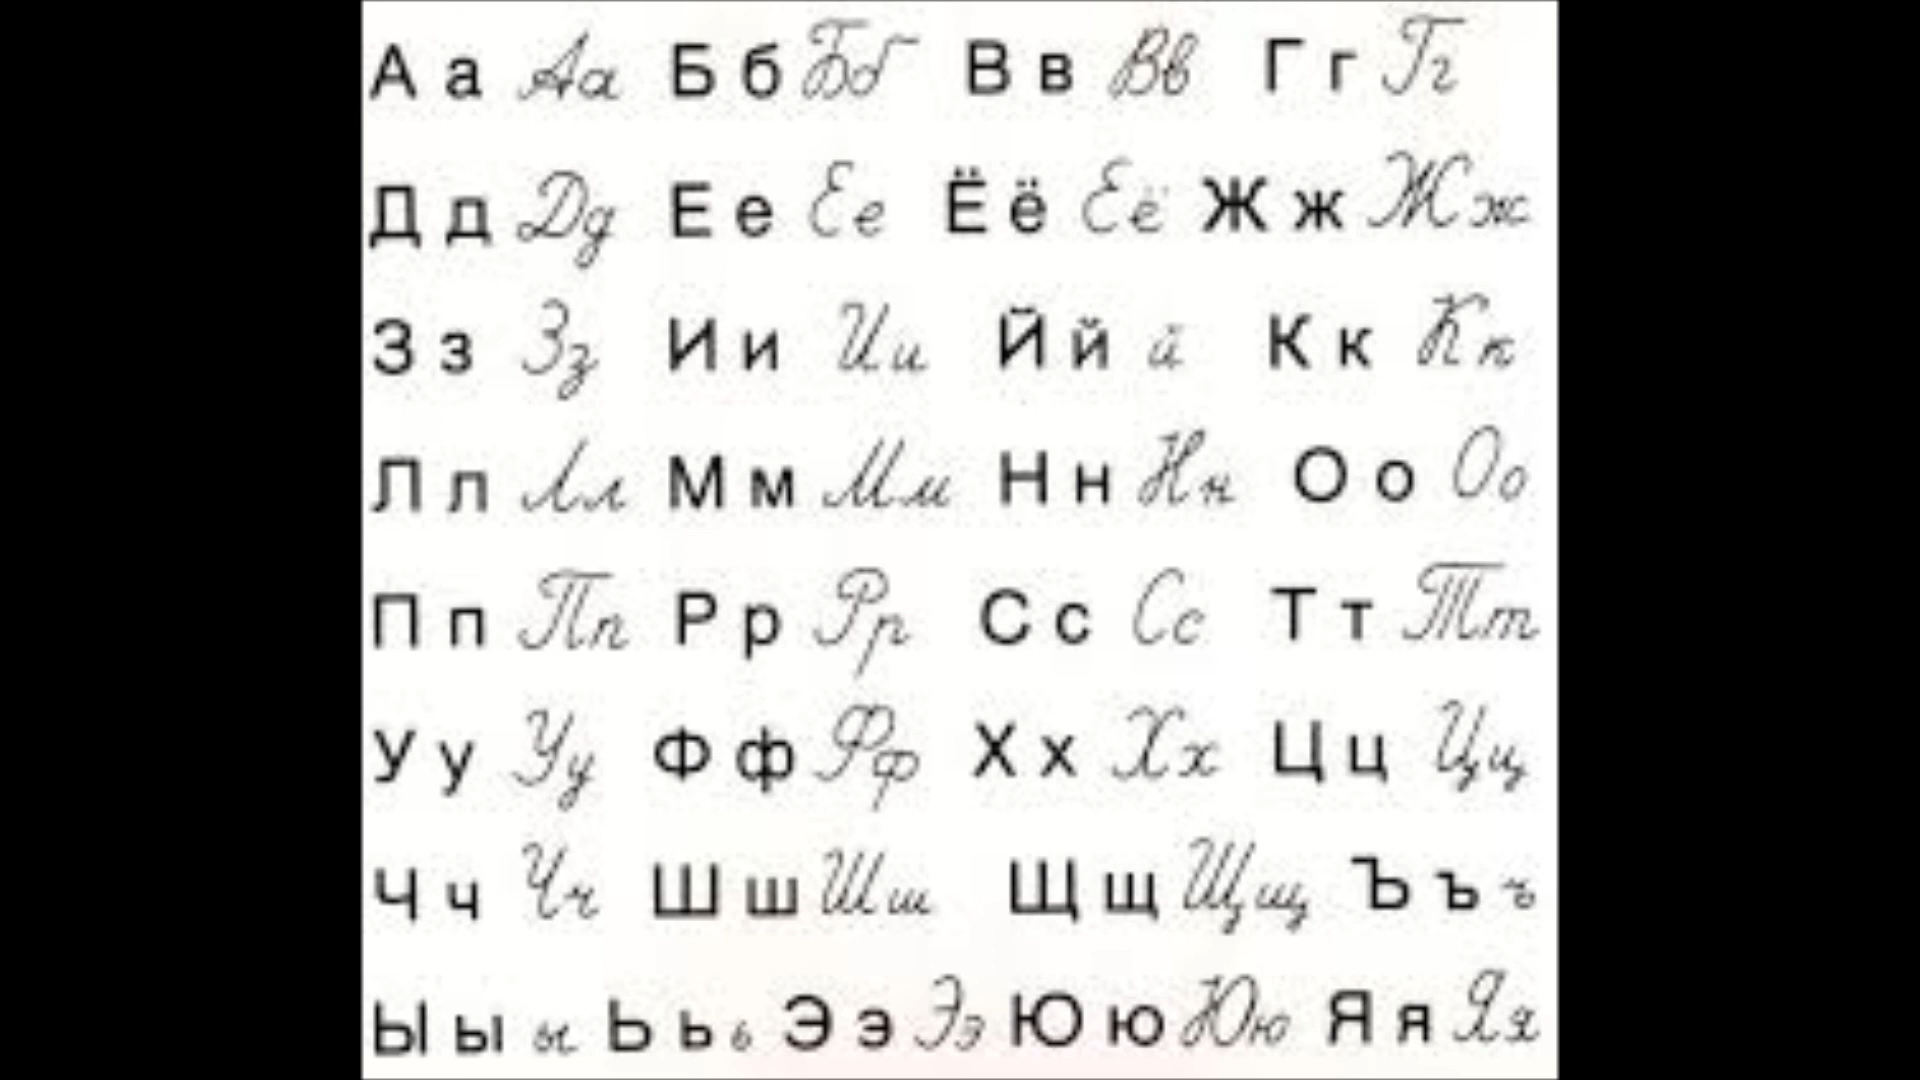 А а Аа Б б Бб В в Вв Г г Гг
Д д Дд Е е Ее Ё ё Её Ж ж Жж
З з Зз И и Ии Й й й К к Кк
Л л Лл М м Мм Н н Нн О о Оо
П п Пп Р р Рр С с Сс Т т Тт
У у Уу Ф ф Фф Х х Хх Ц ц Цц
Ч ч Чч Ш ш Шш Щ щ Щщ Ъ ъ ъ
Ы ы ы Ь ь ь Э э Ээ Ю ю Юю Я я Яя